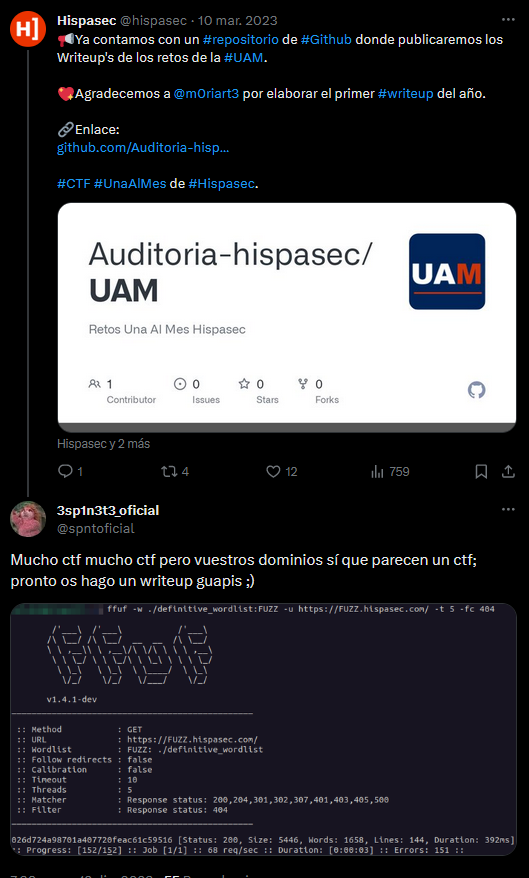 Hispasec @hispasec · 10 mar. 2023
📢Ya contamos con un #repositorio de #Github donde publicaremos los
Writeup's de los retos de la #UAM.
💖Agradecemos a @m0riart3 por elaborar el primer #writeup del año.
🔗Enlace:
github.com/Auditoria-hisp...
#CTF #UnaAlMes de #Hispasec.
Auditoria-hispasec/
UAM
UAM
Retos Una Al Mes Hispasec
1 Contributor
0 Issues
0 Stars
0 Forks
Hispasec y 2 más
1 4 12 759
3sp1n3t3_oficial
@spntoficial
Mucho ctf mucho ctf pero vuestros dominios sí que parecen un ctf;
pronto os hago un writeup guapis ;)
ffuf -w ./definitive_wordlist:FUZZ -u https://FUZZ.hispasec.com/ -t 5 -fc 404
v1.4.1-dev
:: Method : GET
:: URL : https://FUZZ.hispasec.com/
:: Wordlist : FUZZ: ./definitive_wordlist
:: Follow redirects : false
:: Calibration : false
:: Timeout : 10
:: Threads : 5
:: Matcher : Response status: 200,204,301,302,307,401,403,405,500
:: Filter : Response status: 404
026d724a98701a407720feac61c59516 [Status: 200, Size: 5446, Words: 1658, Lines: 144, Duration: 392ms]
:: Progress: [152/152] :: Job [1/1] :: 68 req/sec :: Duration: [0:00:03] :: Errors: 151 ::